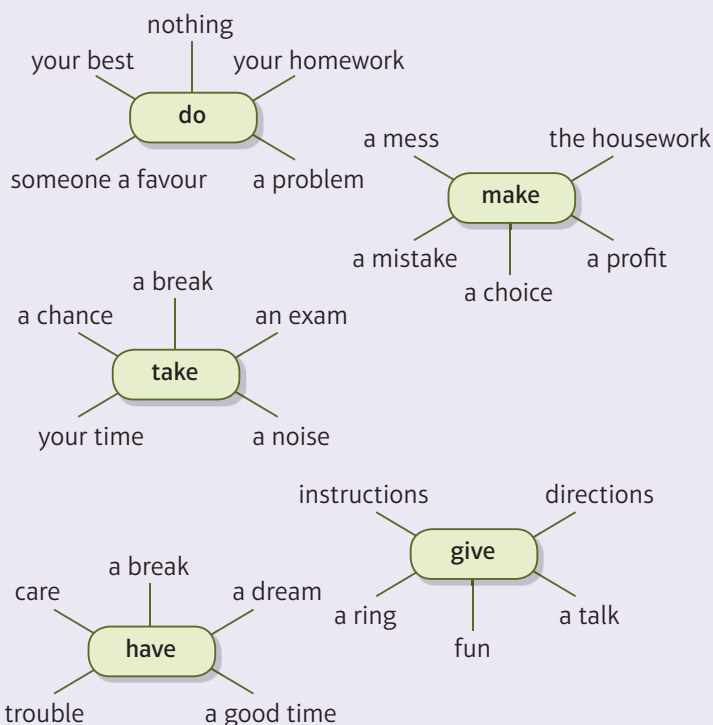 nothing
your best
your homework
do
someone a favour
a problem
a mess
the housework
make
a mistake
a profit
a choice
a break
a chance
an exam
take
your time
a noise
instructions
directions
give
a ring
a talk
fun
a break
care
a dream
have
trouble
a good time